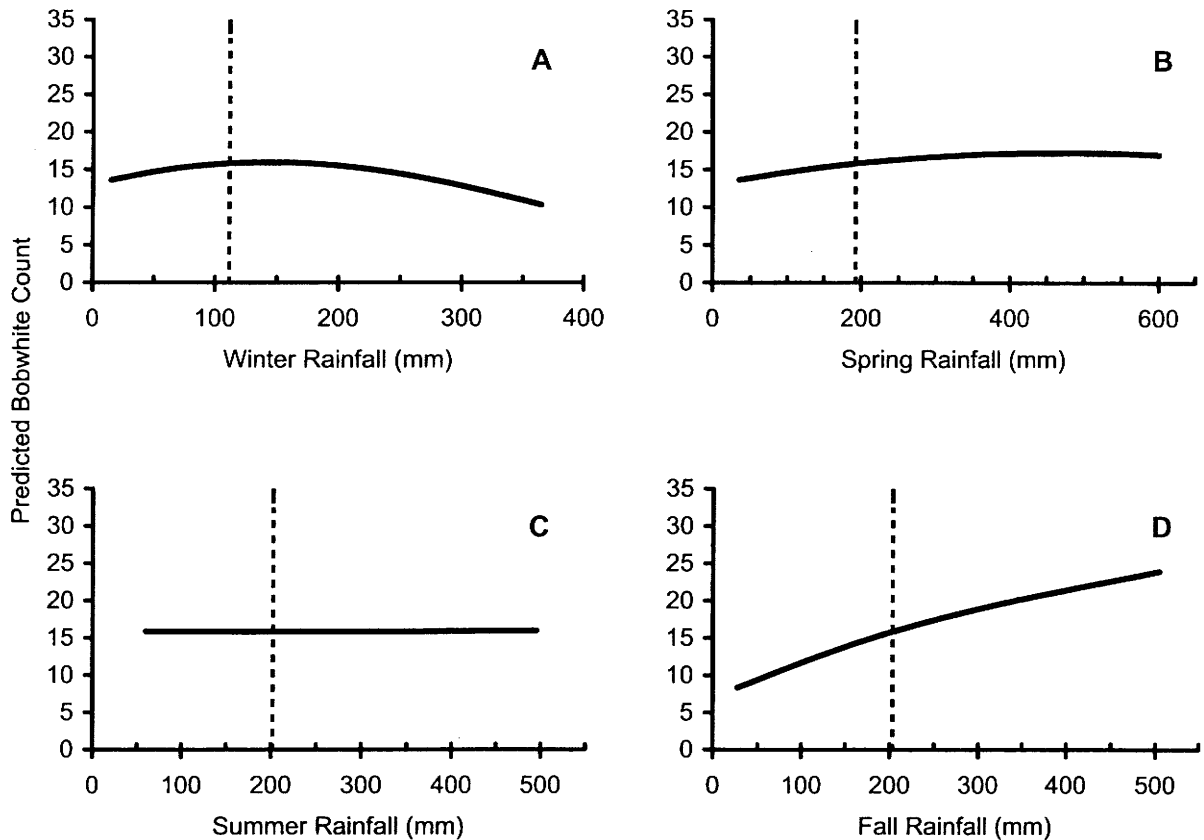 Predicted Bobwhite Count
35
30
25
20
15
10
5
0
A
0 100 200 300 400
Winter Rainfall (mm)
35
30
25
20
15
10
5
0
B
0 200 400 600
Spring Rainfall (mm)
35
30
25
20
15
10
5
0
C
0 100 200 300 400 500
Summer Rainfall (mm)
35
30
25
20
15
10
5
0
D
0 100 200 300 400 500
Fall Rainfall (mm)